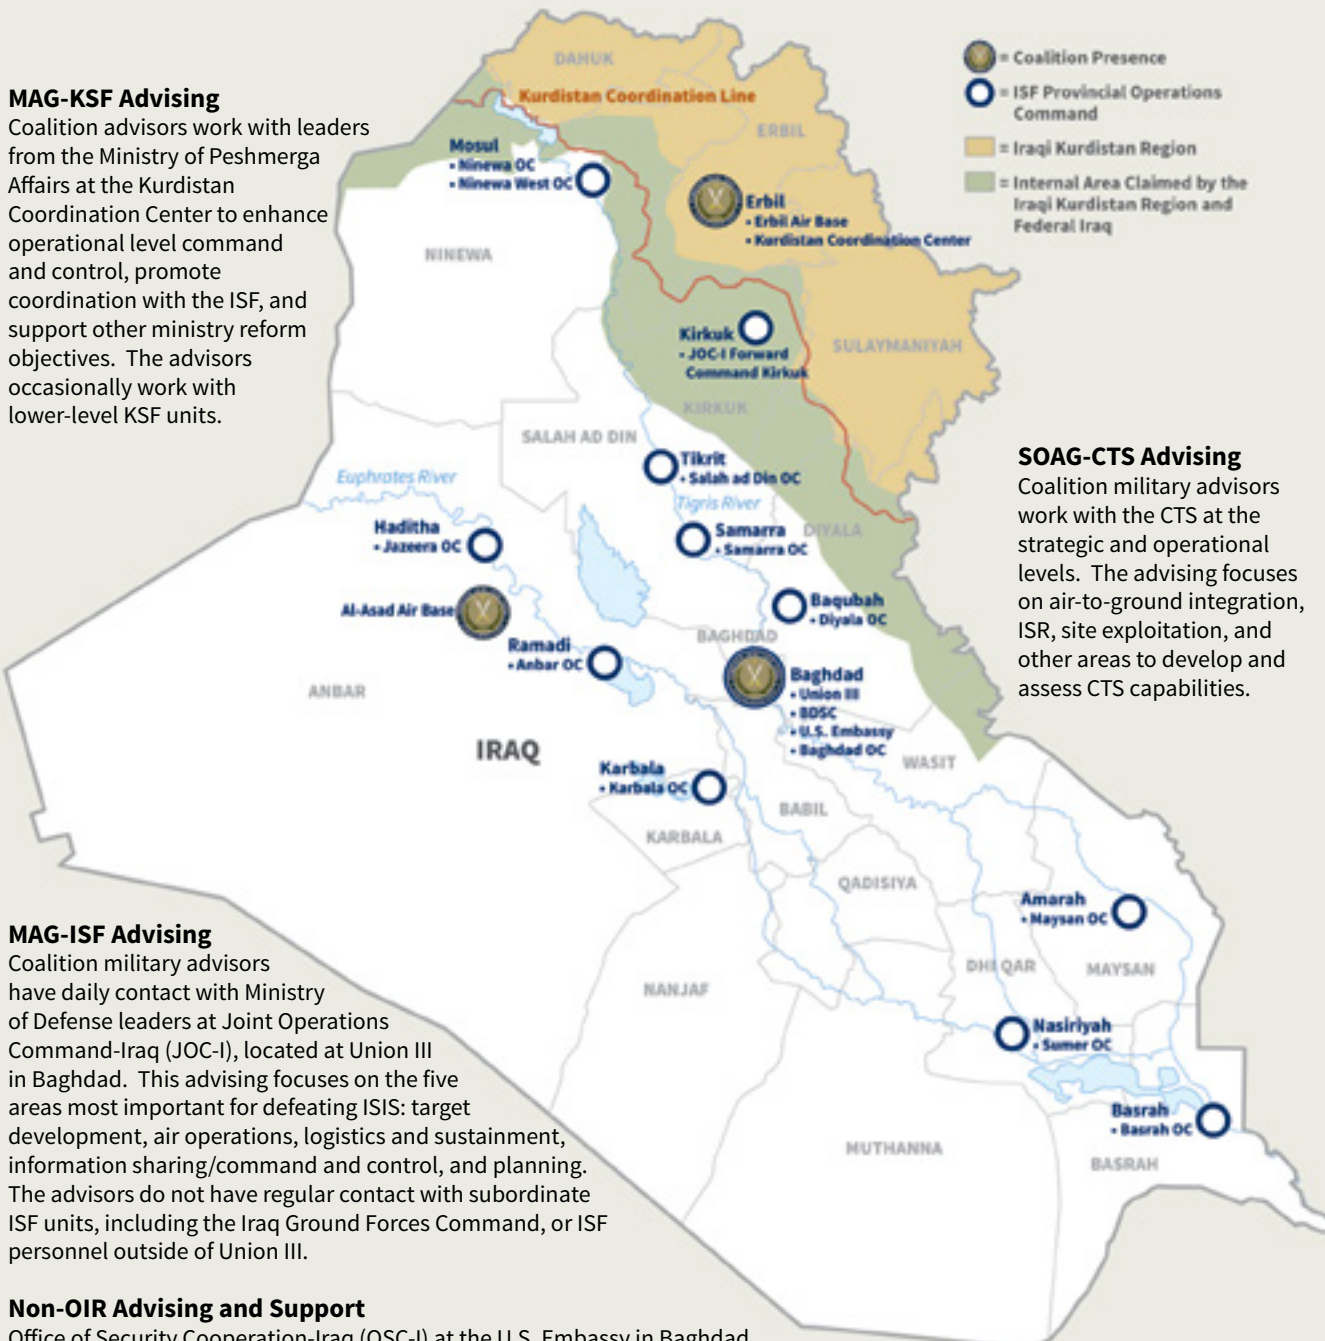 MAG-KSF Advising
Coalition advisors work with leaders
from the Ministry of Peshmerga
Affairs at the Kurdistan
Coordination Center to enhance
operational level command
and control, promote
coordination with the ISF, and
support other ministry reform
objectives. The advisors
occasionally work with
lower-level KSF units.
= Coalition Presence
= ISF Provincial Operations
Command
= Iraqi Kurdistan Region
= Internal Area Claimed by the
Iraqi Kurdistan Region and
Federal Iraq
DAHUK
Kurdistan Coordination Line
ERBIL
Mosul
• Ninewa OC
• Ninewa West OC
Erbil
• Erbil Air Base
• Kurdistan Coordination Center
NINEWA
Kirkuk
• JOC-I Forward
Command Kirkuk
SULAYMANIYAH
KIRKUK
SALAH AD DIN
Tikrit
• Salah ad Din OC
Euphrates River
Tigris River
Haditha
• Jazeera OC
Samarra
• Samarra OC
DIYALA
Al-Asad Air Base
Baqubah
• Diyala OC
BAGHDAD
Ramadi
• Anbar OC
Baghdad
• Union III
• BDSC
• U.S. Embassy
• Baghdad OC
ANBAR
IRAQ
WASIT
Karbala
• Karbala OC
BABIL
KARBALA
QADISIYA
Amarah
• Maysan OC
DHI QAR
MAYSAN
NANJAF
Nasiriyah
• Sumer OC
Basrah
• Basrah OC
MUTHANNA
BASRAH
SOAG-CTS Advising
Coalition military advisors
work with the CTS at the
strategic and operational
levels. The advising focuses
on air-to-ground integration,
ISR, site exploitation, and
other areas to develop and
assess CTS capabilities.
MAG-ISF Advising
Coalition military advisors
have daily contact with Ministry
of Defense leaders at Joint Operations
Command-Iraq (JOC-I), located at Union III
in Baghdad. This advising focuses on the five
areas most important for defeating ISIS: target
development, air operations, logistics and sustainment,
information sharing/command and control, and planning.
The advisors do not have regular contact with subordinate
ISF units, including the Iraq Ground Forces Command, or ISF
personnel outside of Union III.
Non-OIR Advising and Support
Office of Security Cooperation-Iraq (OSC-I) at the U.S. Embassy in Baghdad